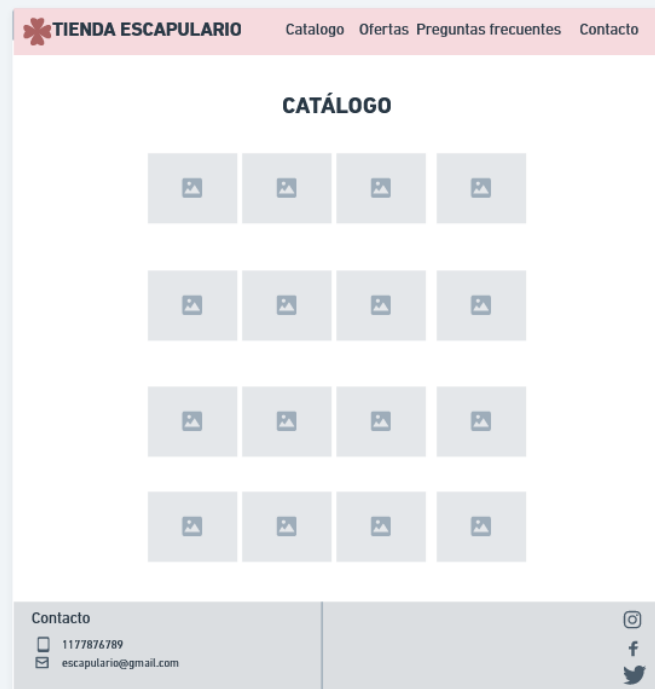 TIENDA ESCAPULARIO Catalogo Ofertas Preguntas frecuentes Contacto
CATÁLOGO
Contacto
1177876789
escapulario@gmail.com